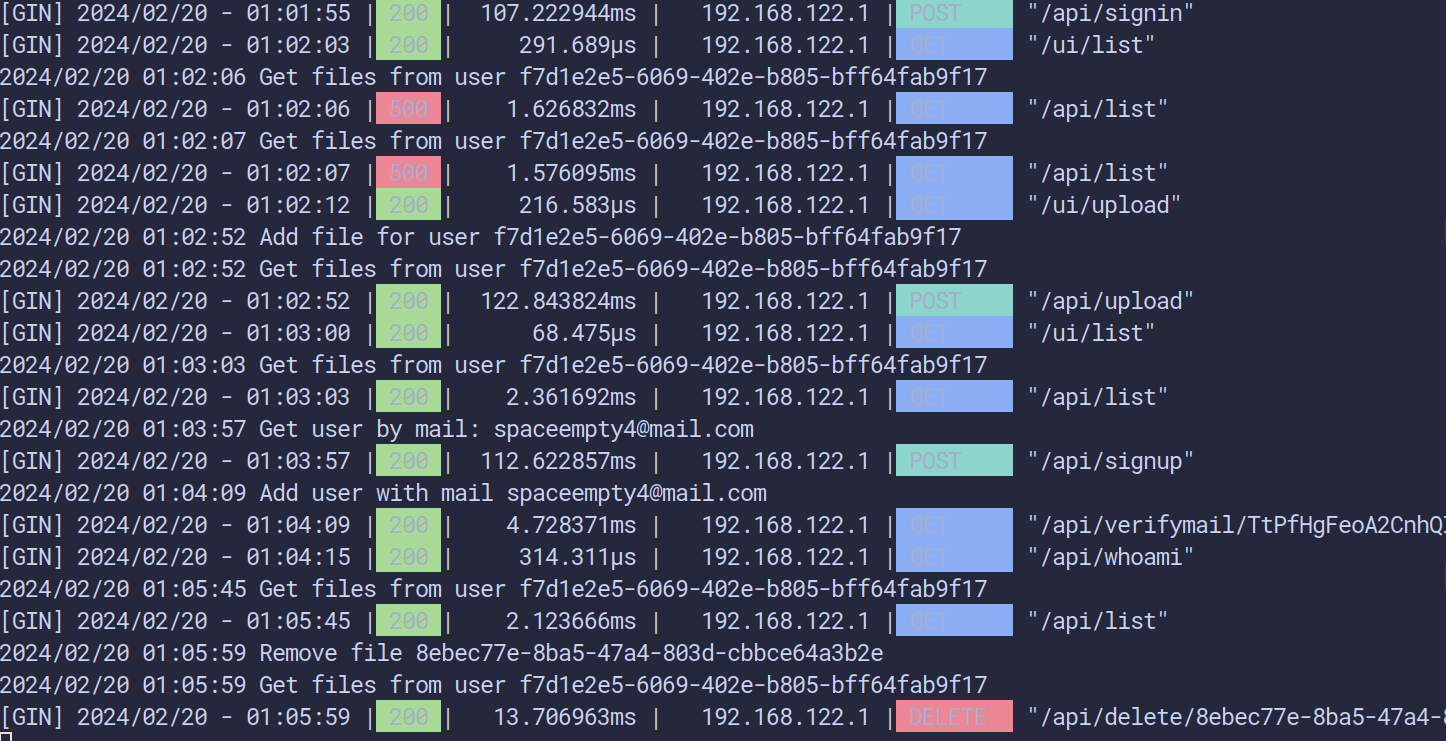 [GIN] 2024/02/20 - 01:01:55 | 200 | 107.222944ms | 192.168.122.1 | POST "/api/signin"
[GIN] 2024/02/20 - 01:02:03 | 200 | 291.689µs | 192.168.122.1 | GET "/ui/list"
2024/02/20 01:02:06 Get files from user f7d1e2e5-6069-402e-b805-bff64fab9f17
[GIN] 2024/02/20 - 01:02:06 | 500 | 1.626832ms | 192.168.122.1 | GET "/api/list"
2024/02/20 01:02:07 Get files from user f7d1e2e5-6069-402e-b805-bff64fab9f17
[GIN] 2024/02/20 - 01:02:07 | 500 | 1.576095ms | 192.168.122.1 | GET "/api/list"
[GIN] 2024/02/20 - 01:02:12 | 200 | 216.583µs | 192.168.122.1 | GET "/ui/upload"
2024/02/20 01:02:52 Add file for user f7d1e2e5-6069-402e-b805-bff64fab9f17
2024/02/20 01:02:52 Get files from user f7d1e2e5-6069-402e-b805-bff64fab9f17
[GIN] 2024/02/20 - 01:02:52 | 200 | 122.843824ms | 192.168.122.1 | POST "/api/upload"
[GIN] 2024/02/20 - 01:03:00 | 200 | 68.475µs | 192.168.122.1 | GET "/ui/list"
2024/02/20 01:03:03 Get files from user f7d1e2e5-6069-402e-b805-bff64fab9f17
[GIN] 2024/02/20 - 01:03:03 | 200 | 2.361692ms | 192.168.122.1 | GET "/api/list"
2024/02/20 01:03:57 Get user by mail: spaceempty4@mail.com
[GIN] 2024/02/20 - 01:03:57 | 200 | 112.622857ms | 192.168.122.1 | POST "/api/signup"
2024/02/20 01:04:09 Add user with mail spaceempty4@mail.com
[GIN] 2024/02/20 - 01:04:09 | 200 | 4.728371ms | 192.168.122.1 | GET "/api/verifymail/TtPfHgFeoA2CnhQ
[GIN] 2024/02/20 - 01:04:15 | 200 | 314.311µs | 192.168.122.1 | GET "/api/whoami"
2024/02/20 01:05:45 Get files from user f7d1e2e5-6069-402e-b805-bff64fab9f17
[GIN] 2024/02/20 - 01:05:45 | 200 | 2.123666ms | 192.168.122.1 | GET "/api/list"
2024/02/20 01:05:59 Remove file 8ebec77e-8ba5-47a4-803d-cbbce64a3b2e
2024/02/20 01:05:59 Get files from user f7d1e2e5-6069-402e-b805-bff64fab9f17
[GIN] 2024/02/20 - 01:05:59 | 200 | 13.706963ms | 192.168.122.1 | DELETE "/api/delete/8ebec77e-8ba5-47a4-8